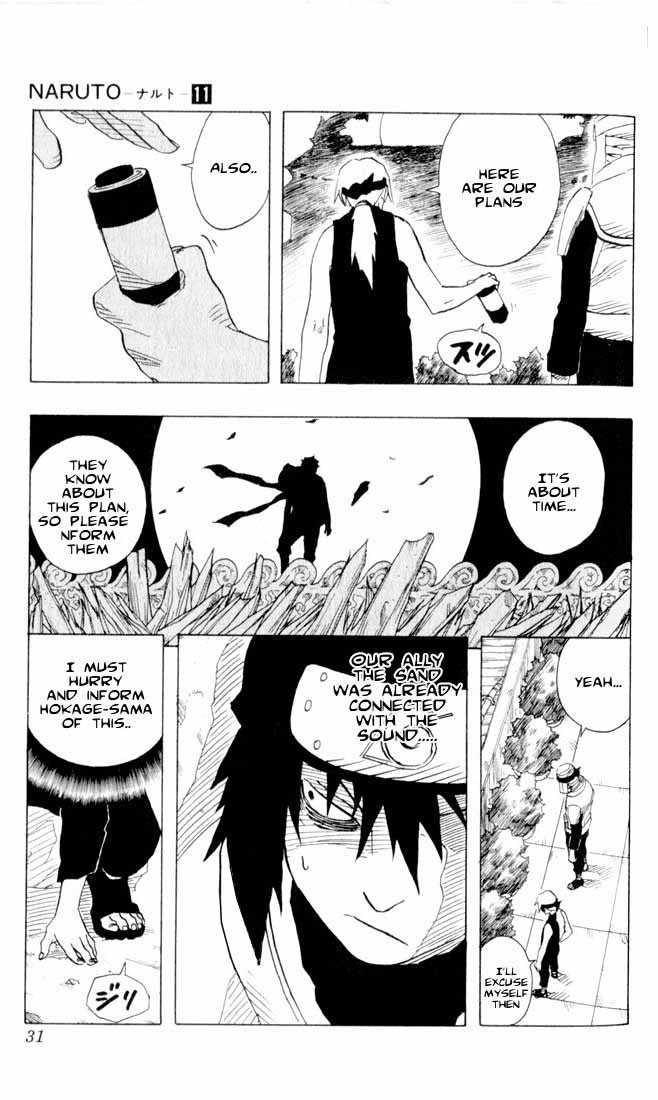 NARUTO -ナルト- 11
HERE
ARE OUR
PLANS
スッ
ALSO..
IT'S
ABOUT
TIME...
THEY
KNOW
ABOUT
THIS PLAN,
SO PLEASE
NFORM
THEM
YEAH...
I'LL
EXCUSE
MYSELF
THEN
OUR ALLY
THE SAND
WAS ALREADY
CONNECTED
WITH THE
SOUND.....
I MUST
HURRY
AND INFORM
HOKAGE-SAMA
OF THIS..
ジリ
31